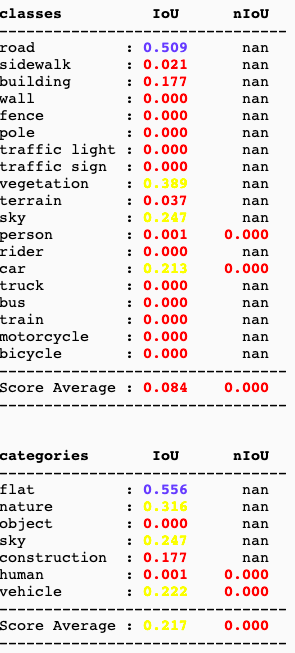 classes IoU nIoU
--------------------------------
road : 0.509 nan
sidewalk : 0.021 nan
building : 0.177 nan
wall : 0.000 nan
fence : 0.000 nan
pole : 0.000 nan
traffic light : 0.000 nan
traffic sign : 0.000 nan
vegetation : 0.389 nan
terrain : 0.037 nan
sky : 0.247 nan
person : 0.001 0.000
rider : 0.000 nan
car : 0.213 0.000
truck : 0.000 nan
bus : 0.000 nan
train : 0.000 nan
motorcycle : 0.000 nan
bicycle : 0.000 nan
--------------------------------
Score Average : 0.084 0.000
--------------------------------
categories IoU nIoU
--------------------------------
flat : 0.556 nan
nature : 0.316 nan
object : 0.000 nan
sky : 0.247 nan
construction : 0.177 nan
human : 0.001 0.000
vehicle : 0.222 0.000
--------------------------------
Score Average : 0.217 0.000
--------------------------------